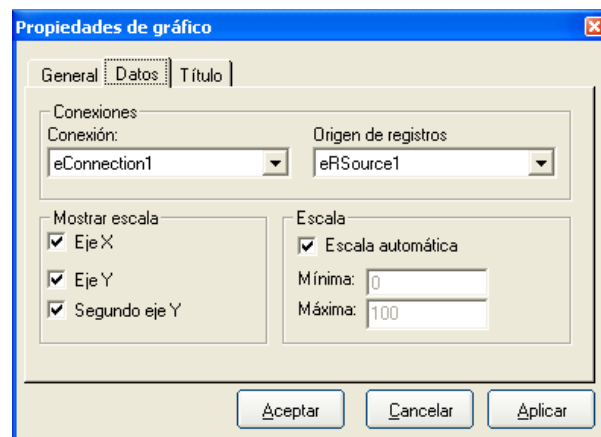 Propiedades de gráfico
General Datos Título
Conexiones
Conexión: Origen de registros
eConnection1 eRSource1
Mostrar escala Escala
Eje X Escala automática
Eje Y Mínima: 0
Segundo eje Y Máxima: 100
Aceptar Cancelar Aplicar